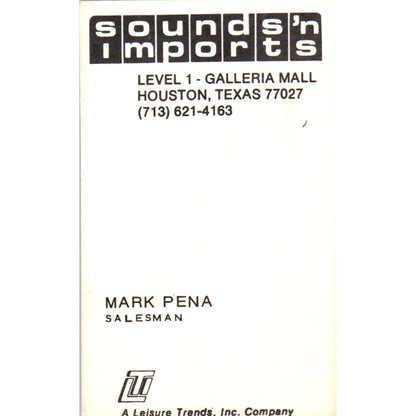 sounds'n
imports
LEVEL 1 - GALLERIA MALL
HOUSTON, TEXAS 77027
(713) 621-4163
MARK PENA
SALESMAN
LTI
A Leisure Trends, Inc. Company